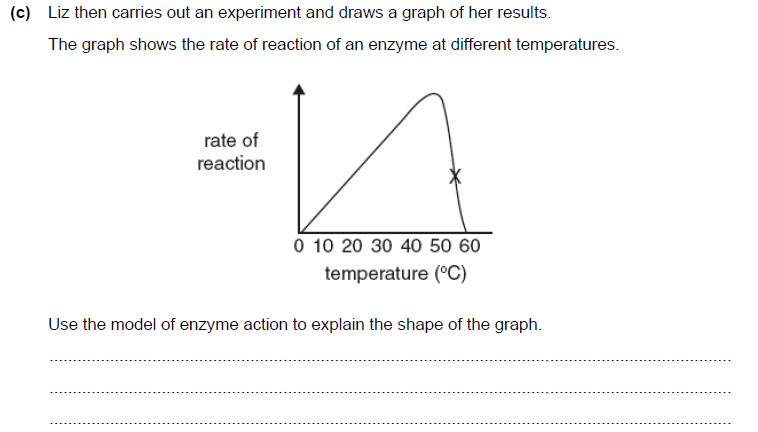 (c) Liz then carries out an experiment and draws a graph of her results.
The graph shows the rate of reaction of an enzyme at different temperatures.
rate of
reaction
X
0 10 20 30 40 50 60
temperature (ºC)
Use the model of enzyme action to explain the shape of the graph.